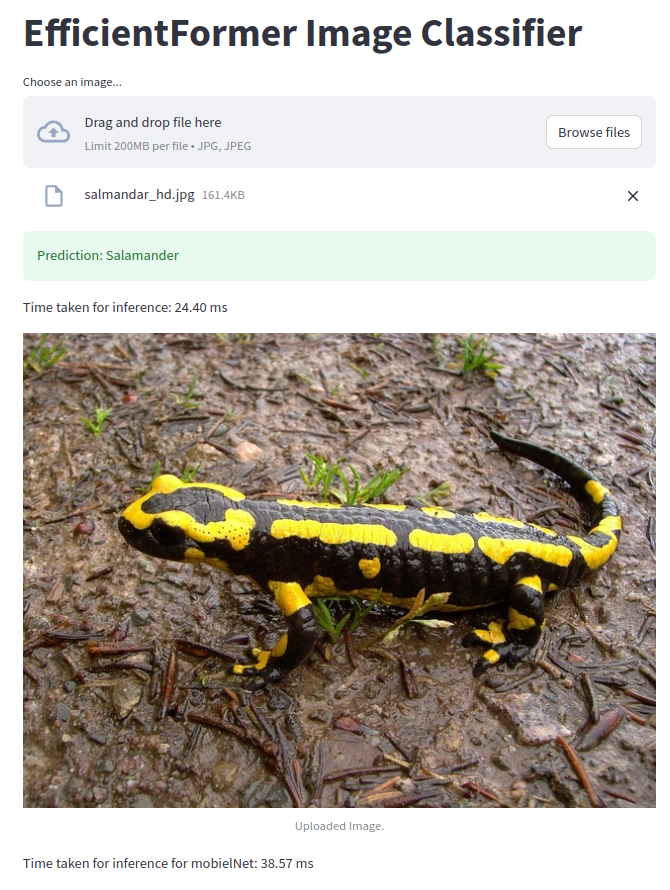 EfficientFormer Image Classifier
Choose an image...
Drag and drop file here
Limit 200MB per file • JPG, JPEG
Browse files
salmandar_hd.jpg 161.4KB
Prediction: Salamander
Time taken for inference: 24.40 ms
Uploaded Image.
Time taken for inference for mobielNet: 38.57 ms